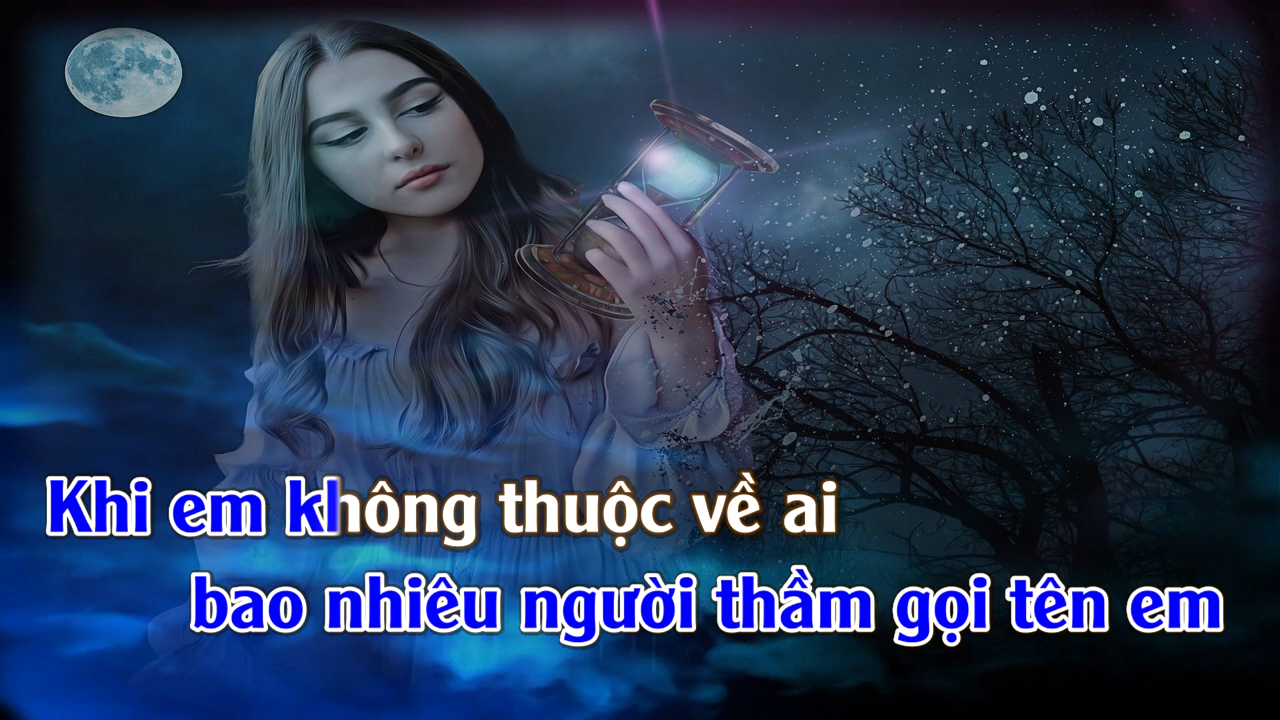 Khi em không thuộc về ai
bao nhiêu người thầm gọi tên em